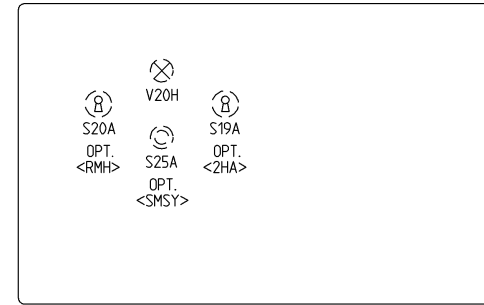 V20H
S20A
OPT.
<RMH>
S25A
OPT.
<SMSY>
S19A
OPT.
<2HA>